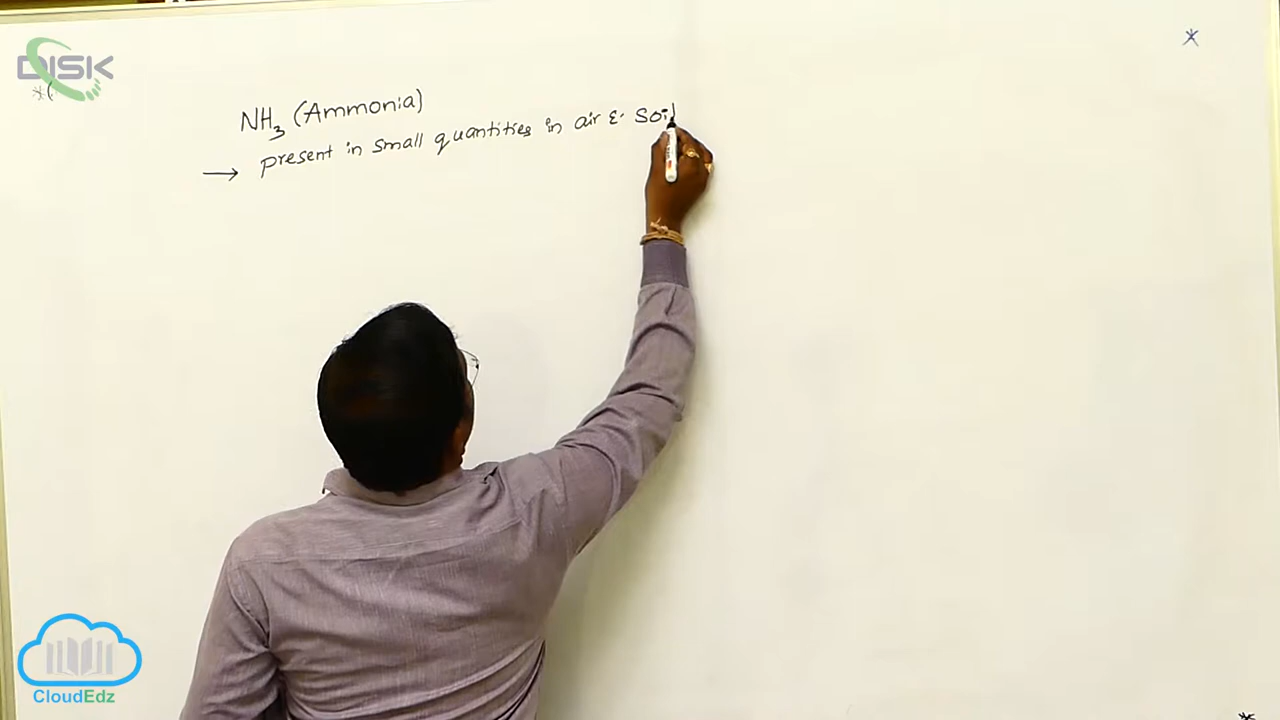 DISK
NH3 (Ammonia)
→ present in small quantities in air & soil
CloudEdz